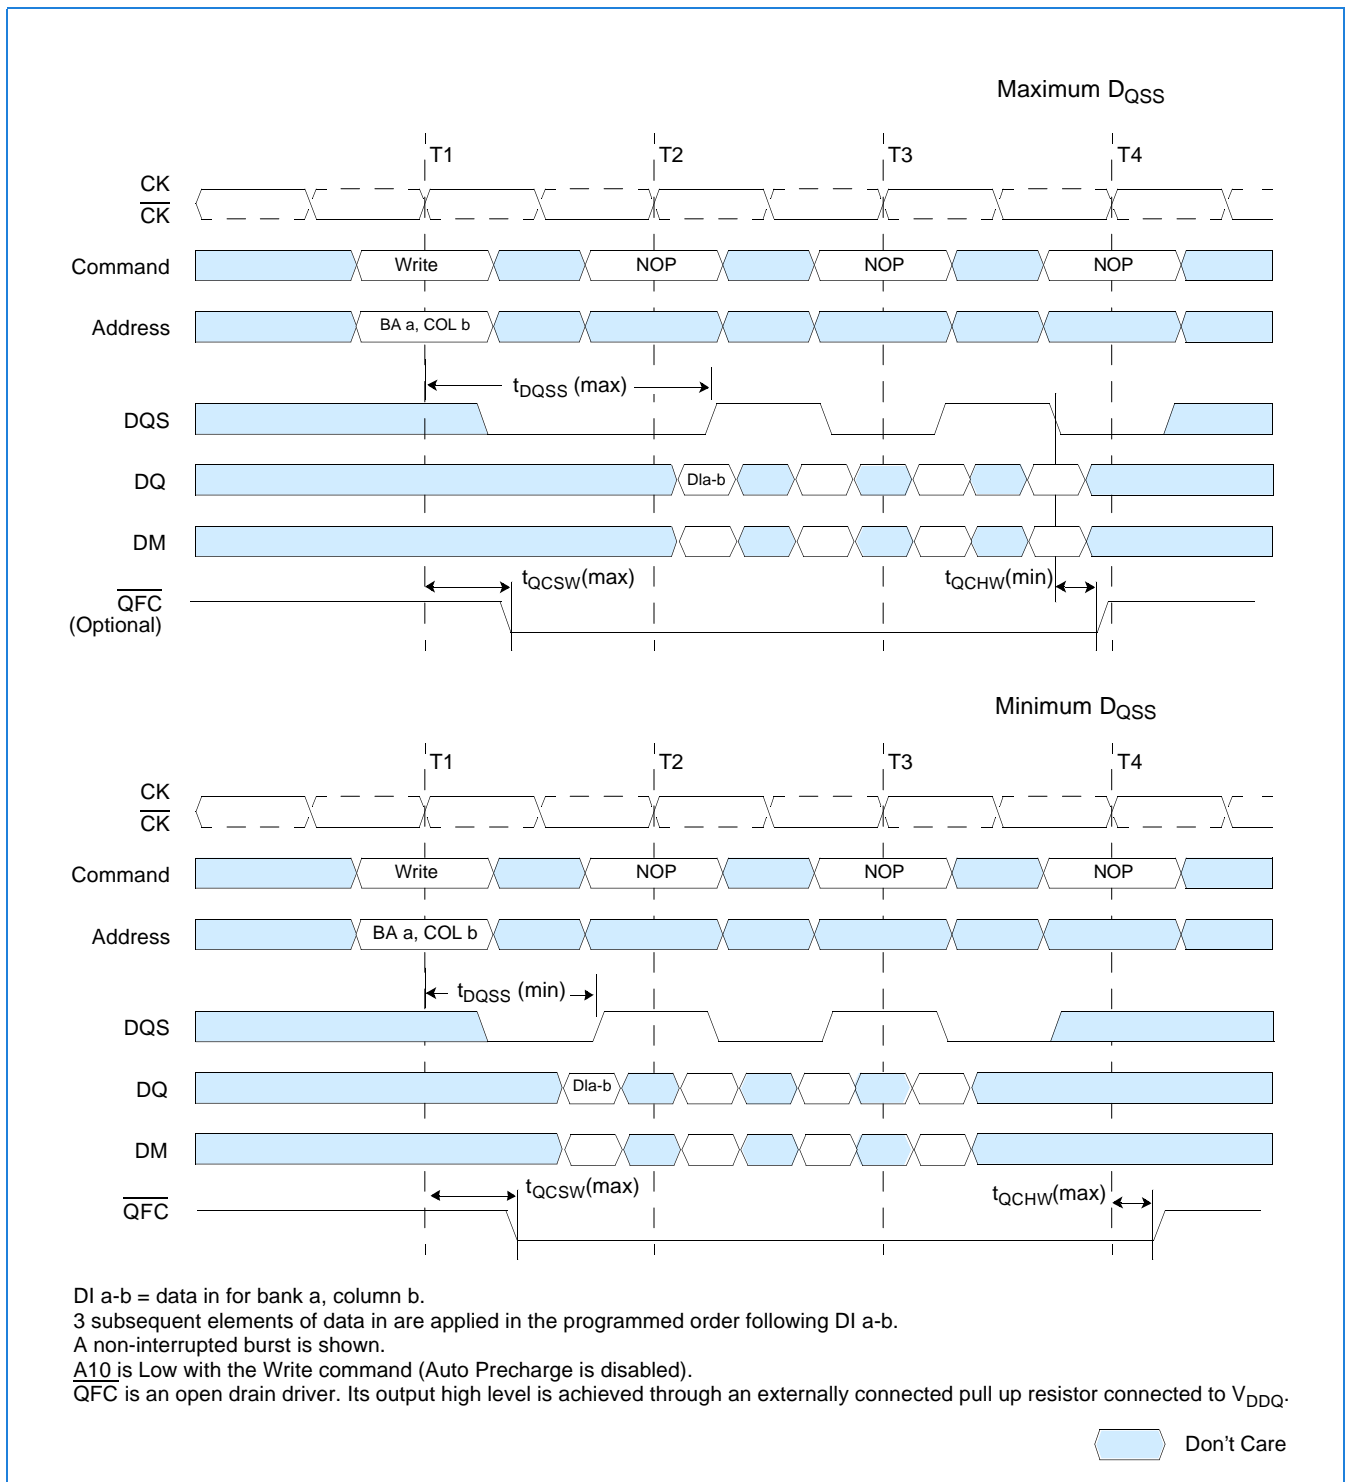 Maximum DQSS
T1 T2 T3 T4
CK
CK
Command Write NOP NOP NOP
Address BA a, COL b
tDQSS (max)
DQS
DQ DIa-b
DM
tQCSW(max) tQCHW(min)
QFC
(Optional)
Minimum DQSS
T1 T2 T3 T4
CK
CK
Command Write NOP NOP NOP
Address BA a, COL b
tDQSS (min)
DQS
DQ DIa-b
DM
tQCSW(max) tQCHW(max)
QFC
DI a-b = data in for bank a, column b.
3 subsequent elements of data in are applied in the programmed order following DI a-b.
A non-interrupted burst is shown.
A10 is Low with the Write command (Auto Precharge is disabled).
QFC is an open drain driver. Its output high level is achieved through an externally connected pull up resistor connected to VDDQ.
Don't Care